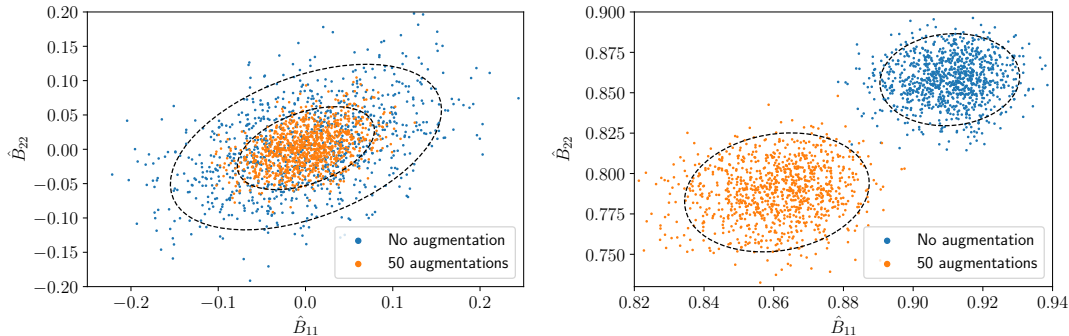 0.20
0.15
0.10
0.05
0.00
−0.05
−0.10
−0.15
−0.20
B̂22
−0.2 −0.1 0.0 0.1 0.2
B̂11
No augmentation
50 augmentations
0.900
0.875
0.850
0.825
0.800
0.775
0.750
B̂22
0.82 0.84 0.86 0.88 0.90 0.92 0.94
B̂11
No augmentation
50 augmentations